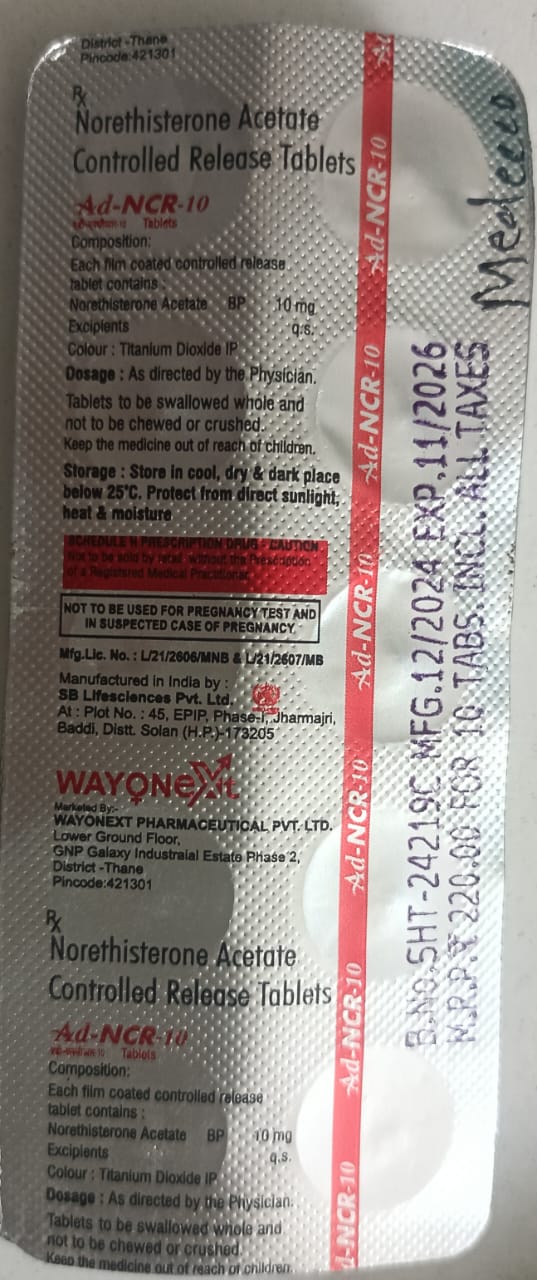 District -Thane
Pincode:421301
Rx
Norethisterone Acetate
Controlled Release Tablets
Ad-NCR-10
Tablets
Composition:
Each film coated controlled release
tablet contains :
Norethisterone Acetate BP 10 mg
Excipients q.s.
Colour : Titanium Dioxide IP
Dosage : As directed by the Physician.
Tablets to be swallowed whole and
not to be chewed or crushed.
Keep the medicine out of reach of children.
Storage : Store in cool, dry & dark place
below 25°C. Protect from direct sunlight,
heat & moisture
SCHEDULE H PRESCRIPTION DRUG - CAUTION
Not to be sold by retail without the Prescription
of a Registered Medical Practitioner.
NOT TO BE USED FOR PREGNANCY TEST AND
IN SUSPECTED CASE OF PREGNANCY.
Mfg.Lic. No. : L/21/2606/MNB & L/21/2607/MB
Manufactured in India by :
SB Lifesciences Pvt. Ltd.
At : Plot No. : 45, EPIP, Phase-I, Jharmajri,
Baddi, Distt. Solan (H.P.)-173205
WAYONeXt
Marketed By:-
WAYONEXT PHARMACEUTICAL PVT. LTD.
Lower Ground Floor,
GNP Galaxy Industraial Estate Phase 2,
District -Thane
Pincode:421301
Rx
Norethisterone Acetate
Controlled Release Tablets
Ad-NCR-10
Tablets
Composition:
Each film coated controlled release
tablet contains :
Norethisterone Acetate BP 10 mg
Excipients q.s.
Colour : Titanium Dioxide IP
Dosage : As directed by the Physician.
Tablets to be swallowed whole and
not to be chewed or crushed.
Keep the medicine out of reach of children.
Ad
Ad-NCR-10
Ad-NCR-10
Ad-NCR-10
Ad-NCR-10
Ad-NCR-10
d-NCR-10
B.No.SHT-24219C MFG.12/2024 EXP.11/2026
M.R.P.₹ 220.00 FOR 10 TABS.INCL.ALL TAXES